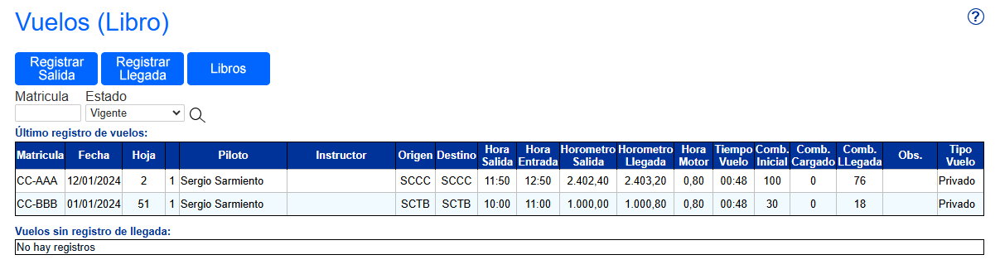 Vuelos (Libro)
?
Registrar Salida
Registrar Llegada
Libros
Matricula Estado
Vigente
Último registro de vuelos:
Matricula Fecha Hoja Piloto Instructor Origen Destino Hora Salida Hora Entrada Horometro Salida Horometro Llegada Hora Motor Tiempo Vuelo Comb. Inicial Comb. Cargado Comb. LLegada Obs. Tipo Vuelo
CC-AAA 12/01/2024 2 1 Sergio Sarmiento SCCC SCCC 11:50 12:50 2.402,40 2.403,20 0,80 00:48 100 0 76 Privado
CC-BBB 01/01/2024 51 1 Sergio Sarmiento SCTB SCTB 10:00 11:00 1.000,00 1.000,80 0,80 00:48 30 0 18 Privado
Vuelos sin registro de llegada:
No hay registros